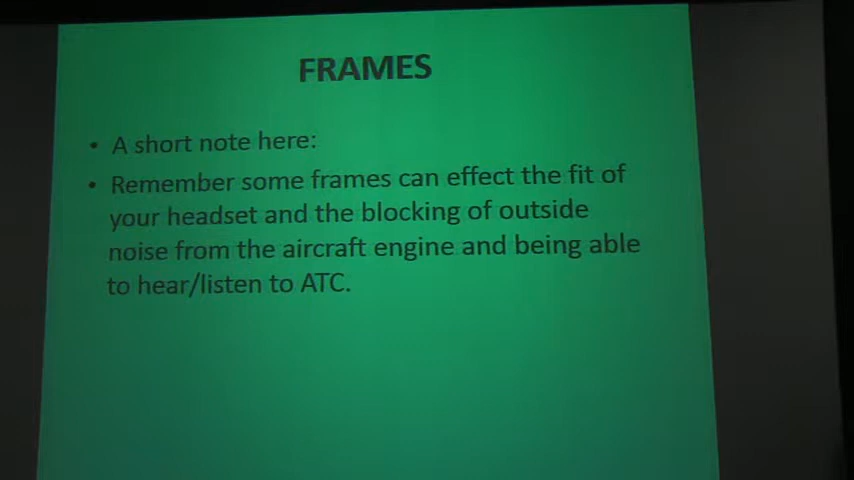 FRAMES
• A short note here:
• Remember some frames can effect the fit of
your headset and the blocking of outside
noise from the aircraft engine and being able
to hear/listen to ATC.